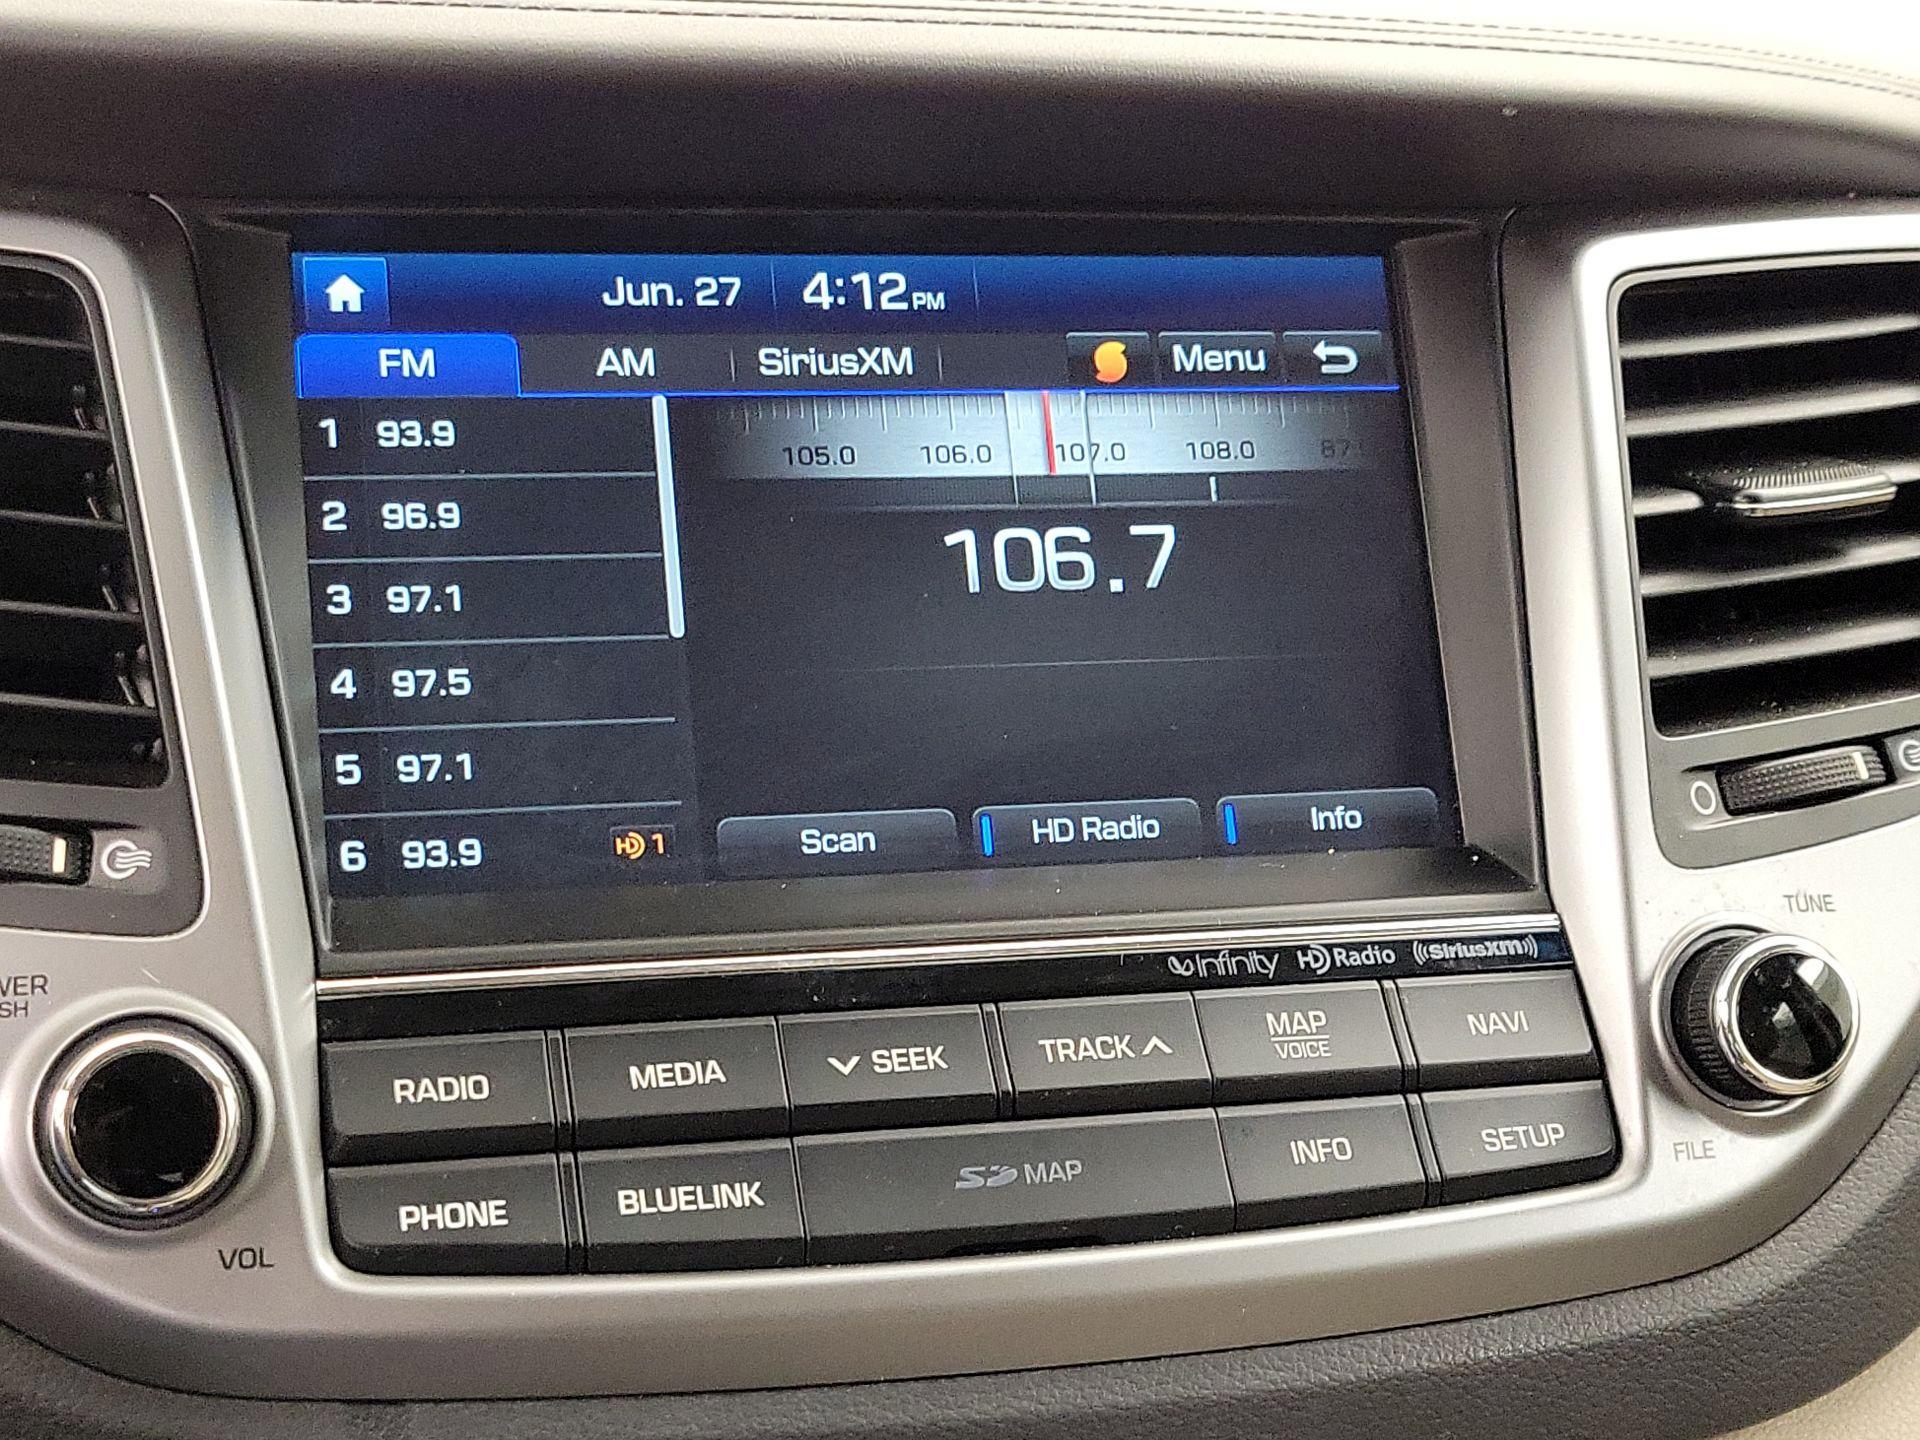 Jun. 27 4:12 PM
FM AM SiriusXM Menu
105.0 106.0 107.0 108.0
1 93.9
2 96.9
3 97.1
4 97.5
5 97.1
6 93.9 HD 1
106.7
Scan HD Radio Info
Infinity HD Radio ((SiriusXM))
RADIO MEDIA SEEK TRACK MAP VOICE NAVI
PHONE BLUELINK SD MAP INFO SETUP
VOL
TUNE
FILE